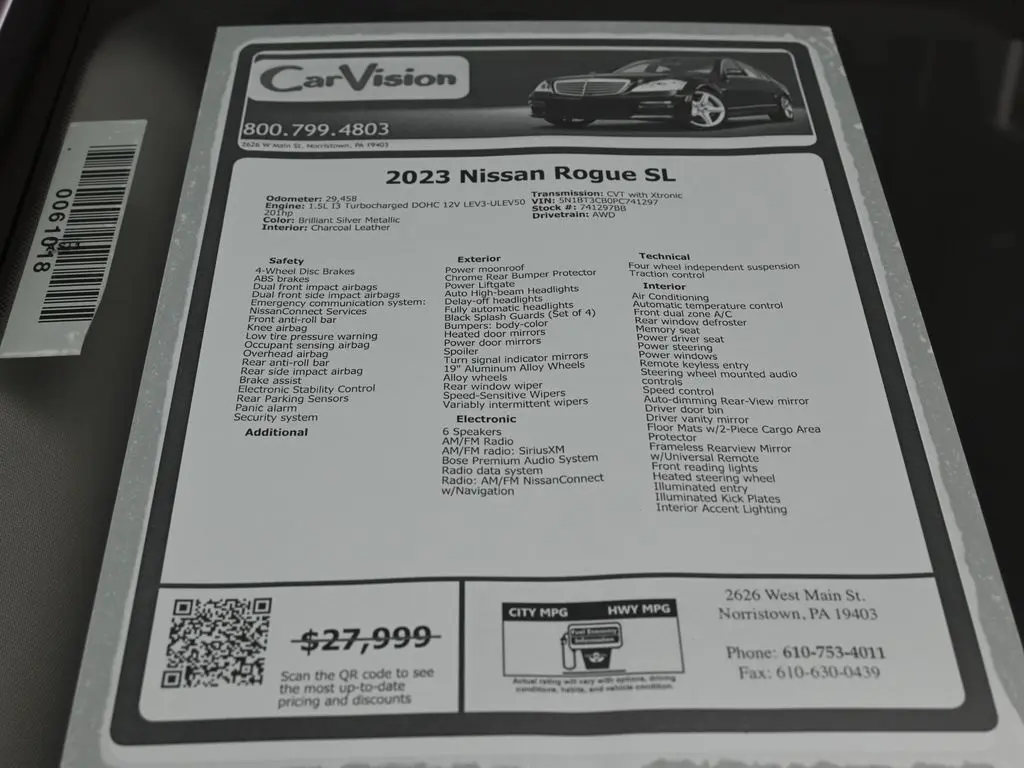 0061018
CarVision
800.799.4803
2626 W Main St, Norristown, PA 19403
2023 Nissan Rogue SL
Odometer: 29,458
Engine: 1.5L I3 Turbocharged DOHC 12V LEV3-ULEV50
201hp
Color: Brilliant Silver Metallic
Interior: Charcoal Leather
Transmission: CVT with Xtronic
VIN: 5N1BT3CB0PC741297
Stock #: 741297BB
Drivetrain: AWD
Safety
4-Wheel Disc Brakes
ABS brakes
Dual front impact airbags
Dual front side impact airbags
Emergency communication system:
NissanConnect Services
Front anti-roll bar
Knee airbag
Low tire pressure warning
Occupant sensing airbag
Overhead airbag
Rear anti-roll bar
Rear side impact airbag
Brake assist
Electronic Stability Control
Rear Parking Sensors
Panic alarm
Security system
Additional
Exterior
Power moonroof
Chrome Rear Bumper Protector
Power Liftgate
Auto High-beam Headlights
Delay-off headlights
Fully automatic headlights
Black Splash Guards (Set of 4)
Bumpers: body-color
Heated door mirrors
Power door mirrors
Spoiler
Turn signal indicator mirrors
19" Aluminum Alloy Wheels
Alloy wheels
Rear window wiper
Speed-Sensitive Wipers
Variably intermittent wipers
Electronic
6 Speakers
AM/FM Radio
AM/FM radio: SiriusXM
Bose Premium Audio System
Radio data system
Radio: AM/FM NissanConnect
w/Navigation
Technical
Four wheel independent suspension
Traction control
Interior
Air Conditioning
Automatic temperature control
Front dual zone A/C
Rear window defroster
Memory seat
Power driver seat
Power steering
Power windows
Remote keyless entry
Steering wheel mounted audio
controls
Speed control
Auto-dimming Rear-View mirror
Driver door bin
Driver vanity mirror
Floor Mats w/2-Piece Cargo Area
Protector
Frameless Rearview Mirror
w/Universal Remote
Front reading lights
Heated steering wheel
Illuminated entry
Illuminated Kick Plates
Interior Accent Lighting
$27,999
Scan the QR code to see
the most up-to-date
pricing and discounts
CITY MPG
HWY MPG
Fuel Economy
Information
Actual rating will vary with options, driving
conditions, habits, and vehicle condition.
2626 West Main St.
Norristown, PA 19403
Phone: 610-753-4011
Fax: 610-630-0439